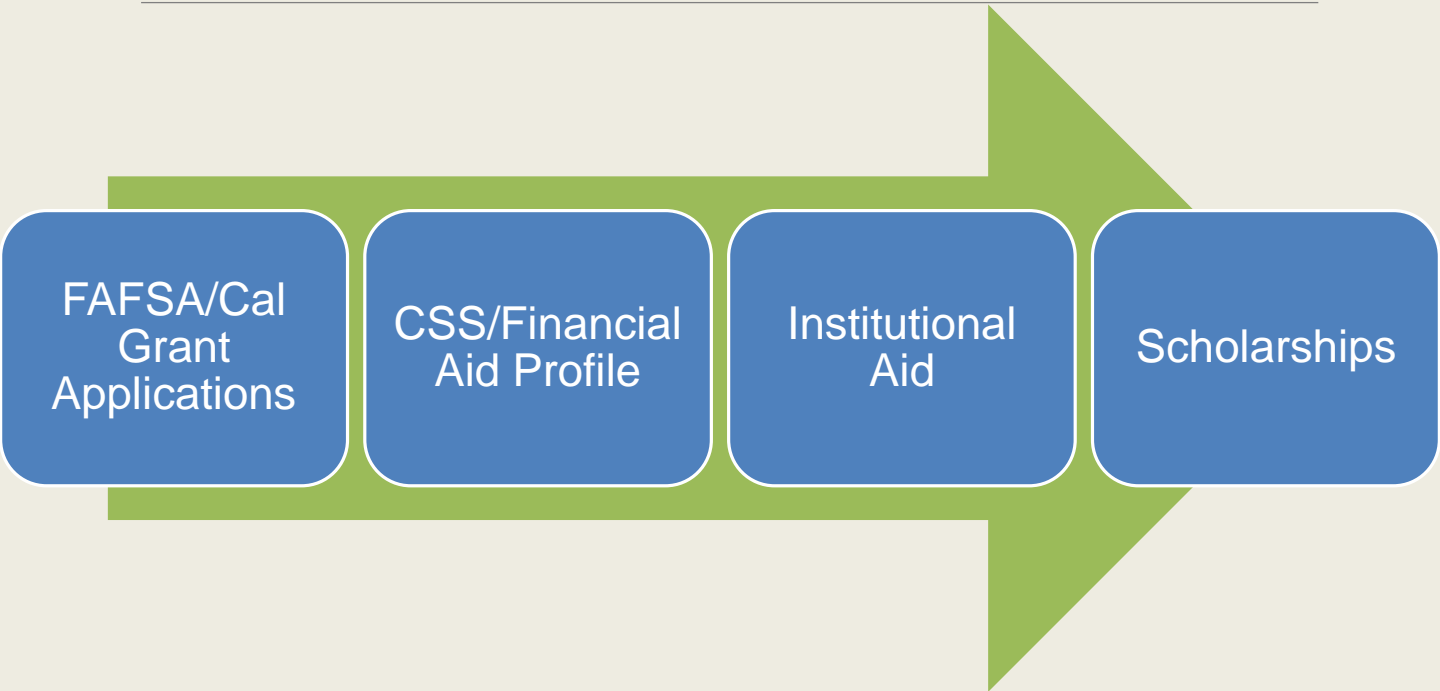 FAFSA/Cal
Grant
Applications
CSS/Financial
Aid Profile
Institutional
Aid
Scholarships